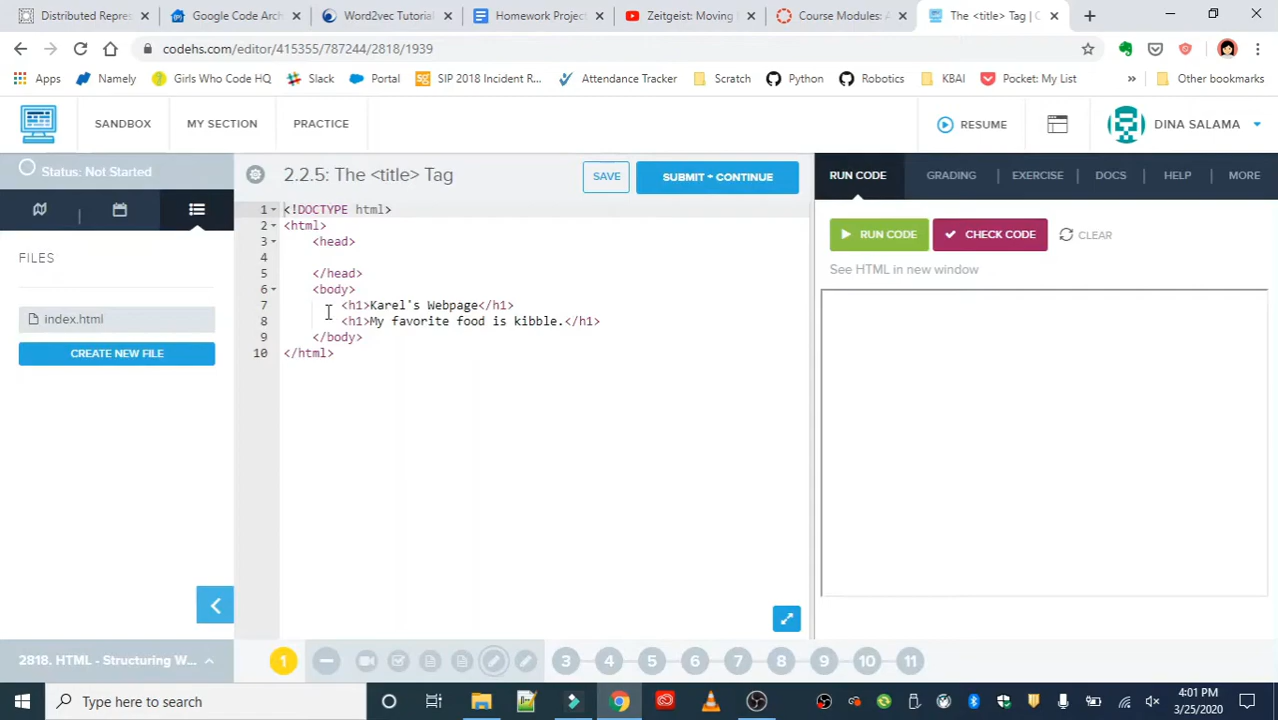 Distributed Repres
Google Code Arch
Word2vec Tutorial
Homework Projec
Zeitgeist: Moving
Course Modules: A
The <title> Tag | C
codehs.com/editor/415355/787244/2818/1939
Apps
Namely
Girls Who Code HQ
Slack
Portal
SIP 2018 Incident R...
Attendance Tracker
Scratch
Python
Robotics
KBAI
Pocket: My List
»
Other bookmarks
SANDBOX
MY SECTION
PRACTICE
RESUME
DINA SALAMA
Status: Not Started
2.2.5: The <title> Tag
SAVE
SUBMIT + CONTINUE
RUN CODE
GRADING
EXERCISE
DOCS
HELP
MORE
FILES
index.html
CREATE NEW FILE
1 <!DOCTYPE html>
2 <html>
3 <head>
4
5 </head>
6 <body>
7 <h1>Karel's Webpage</h1>
8 <h1>My favorite food is kibble.</h1>
9 </body>
10 </html>
RUN CODE
CHECK CODE
CLEAR
See HTML in new window
2818. HTML - Structuring W...
1
3
4
5
6
7
8
9
10
11
Type here to search
4:01 PM
3/25/2020